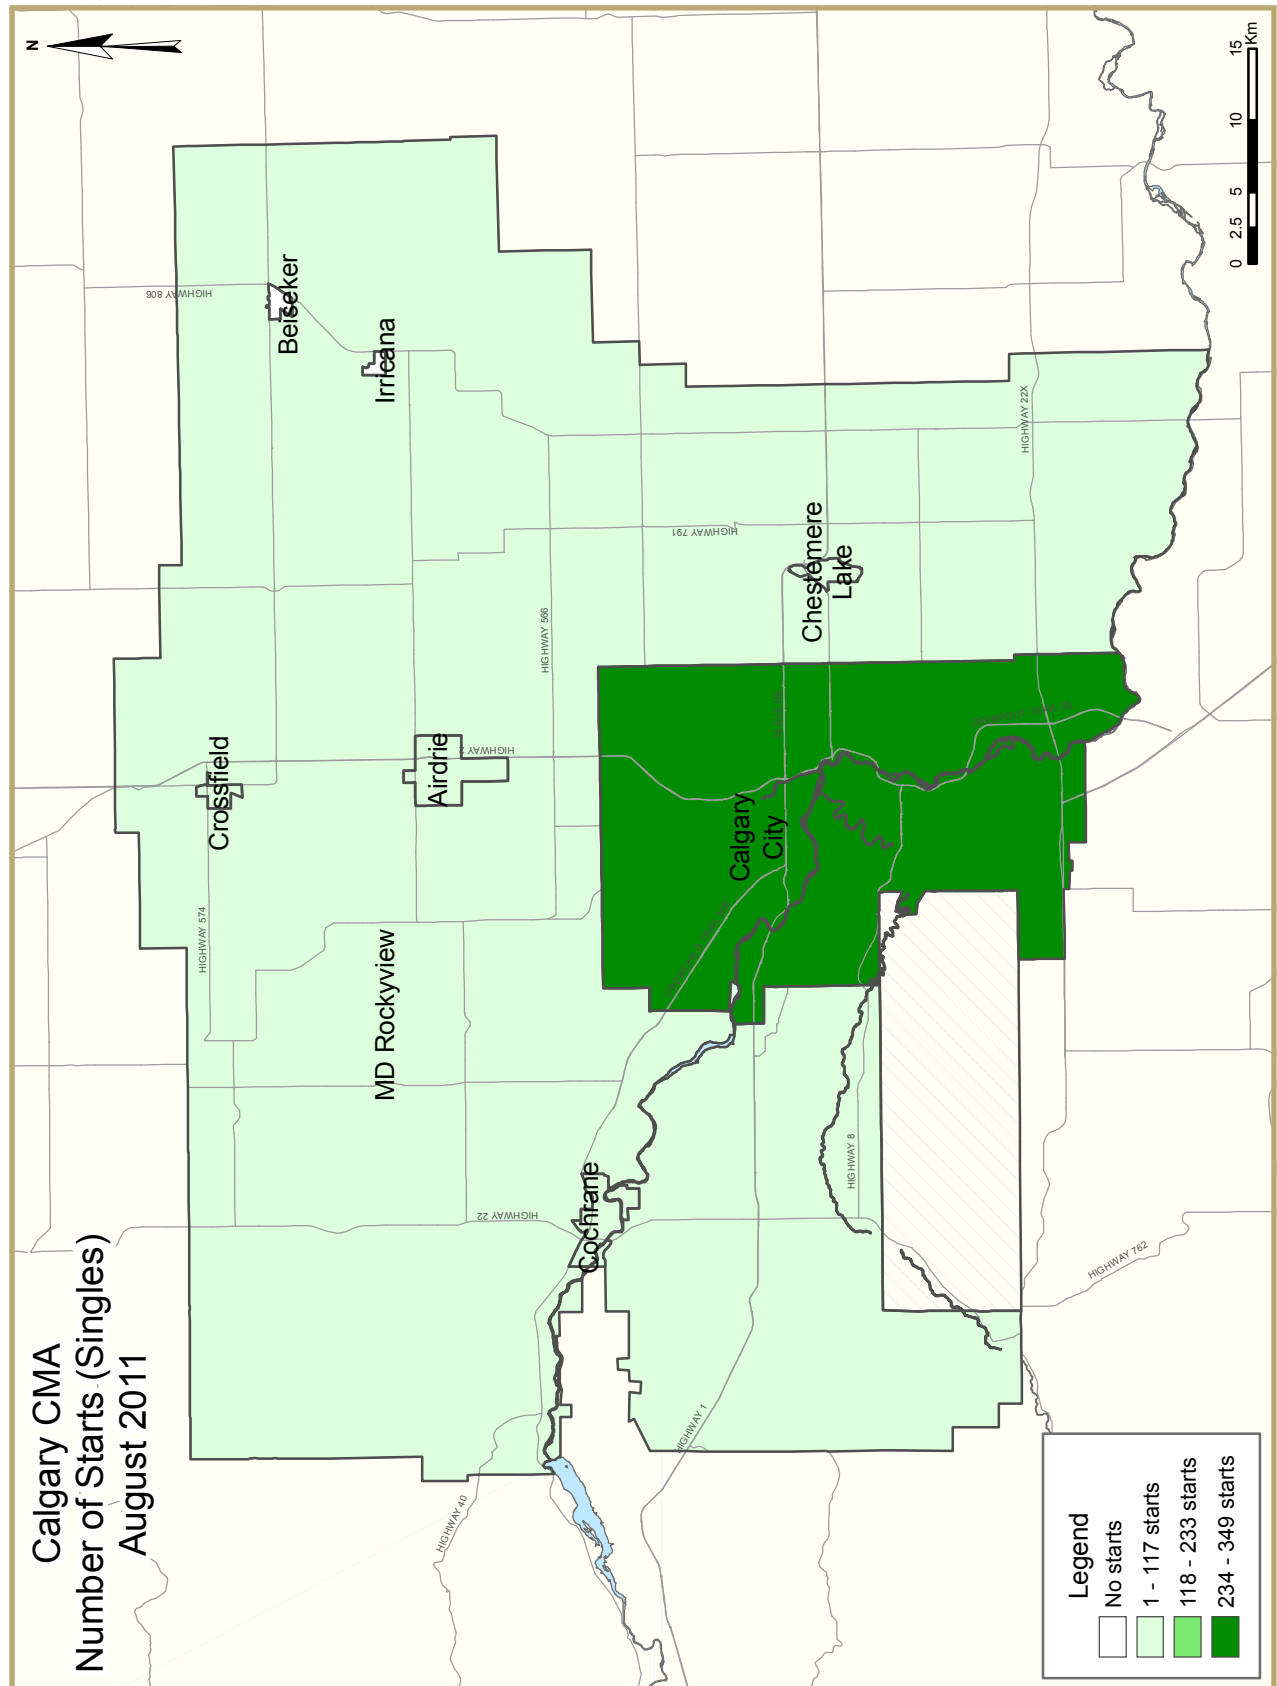 Calgary CMA
Number of Starts (Singles)
August 2011
N
HIGHWAY 806
Beiseker
Irricana
Crossfield
HIGHWAY 574
HIGHWAY 2
Airdrie
HIGHWAY 566
HIGHWAY 791
HIGHWAY 22X
MD Rockyview
Chestemere
Lake
Calgary
City
HIGHWAY 22
Cochrane
HIGHWAY 8
HIGHWAY 1
HIGHWAY 40
HIGHWAY 762
Legend
No starts
1 - 117 starts
118 - 233 starts
234 - 349 starts
0 2.5 5 10 15
Km